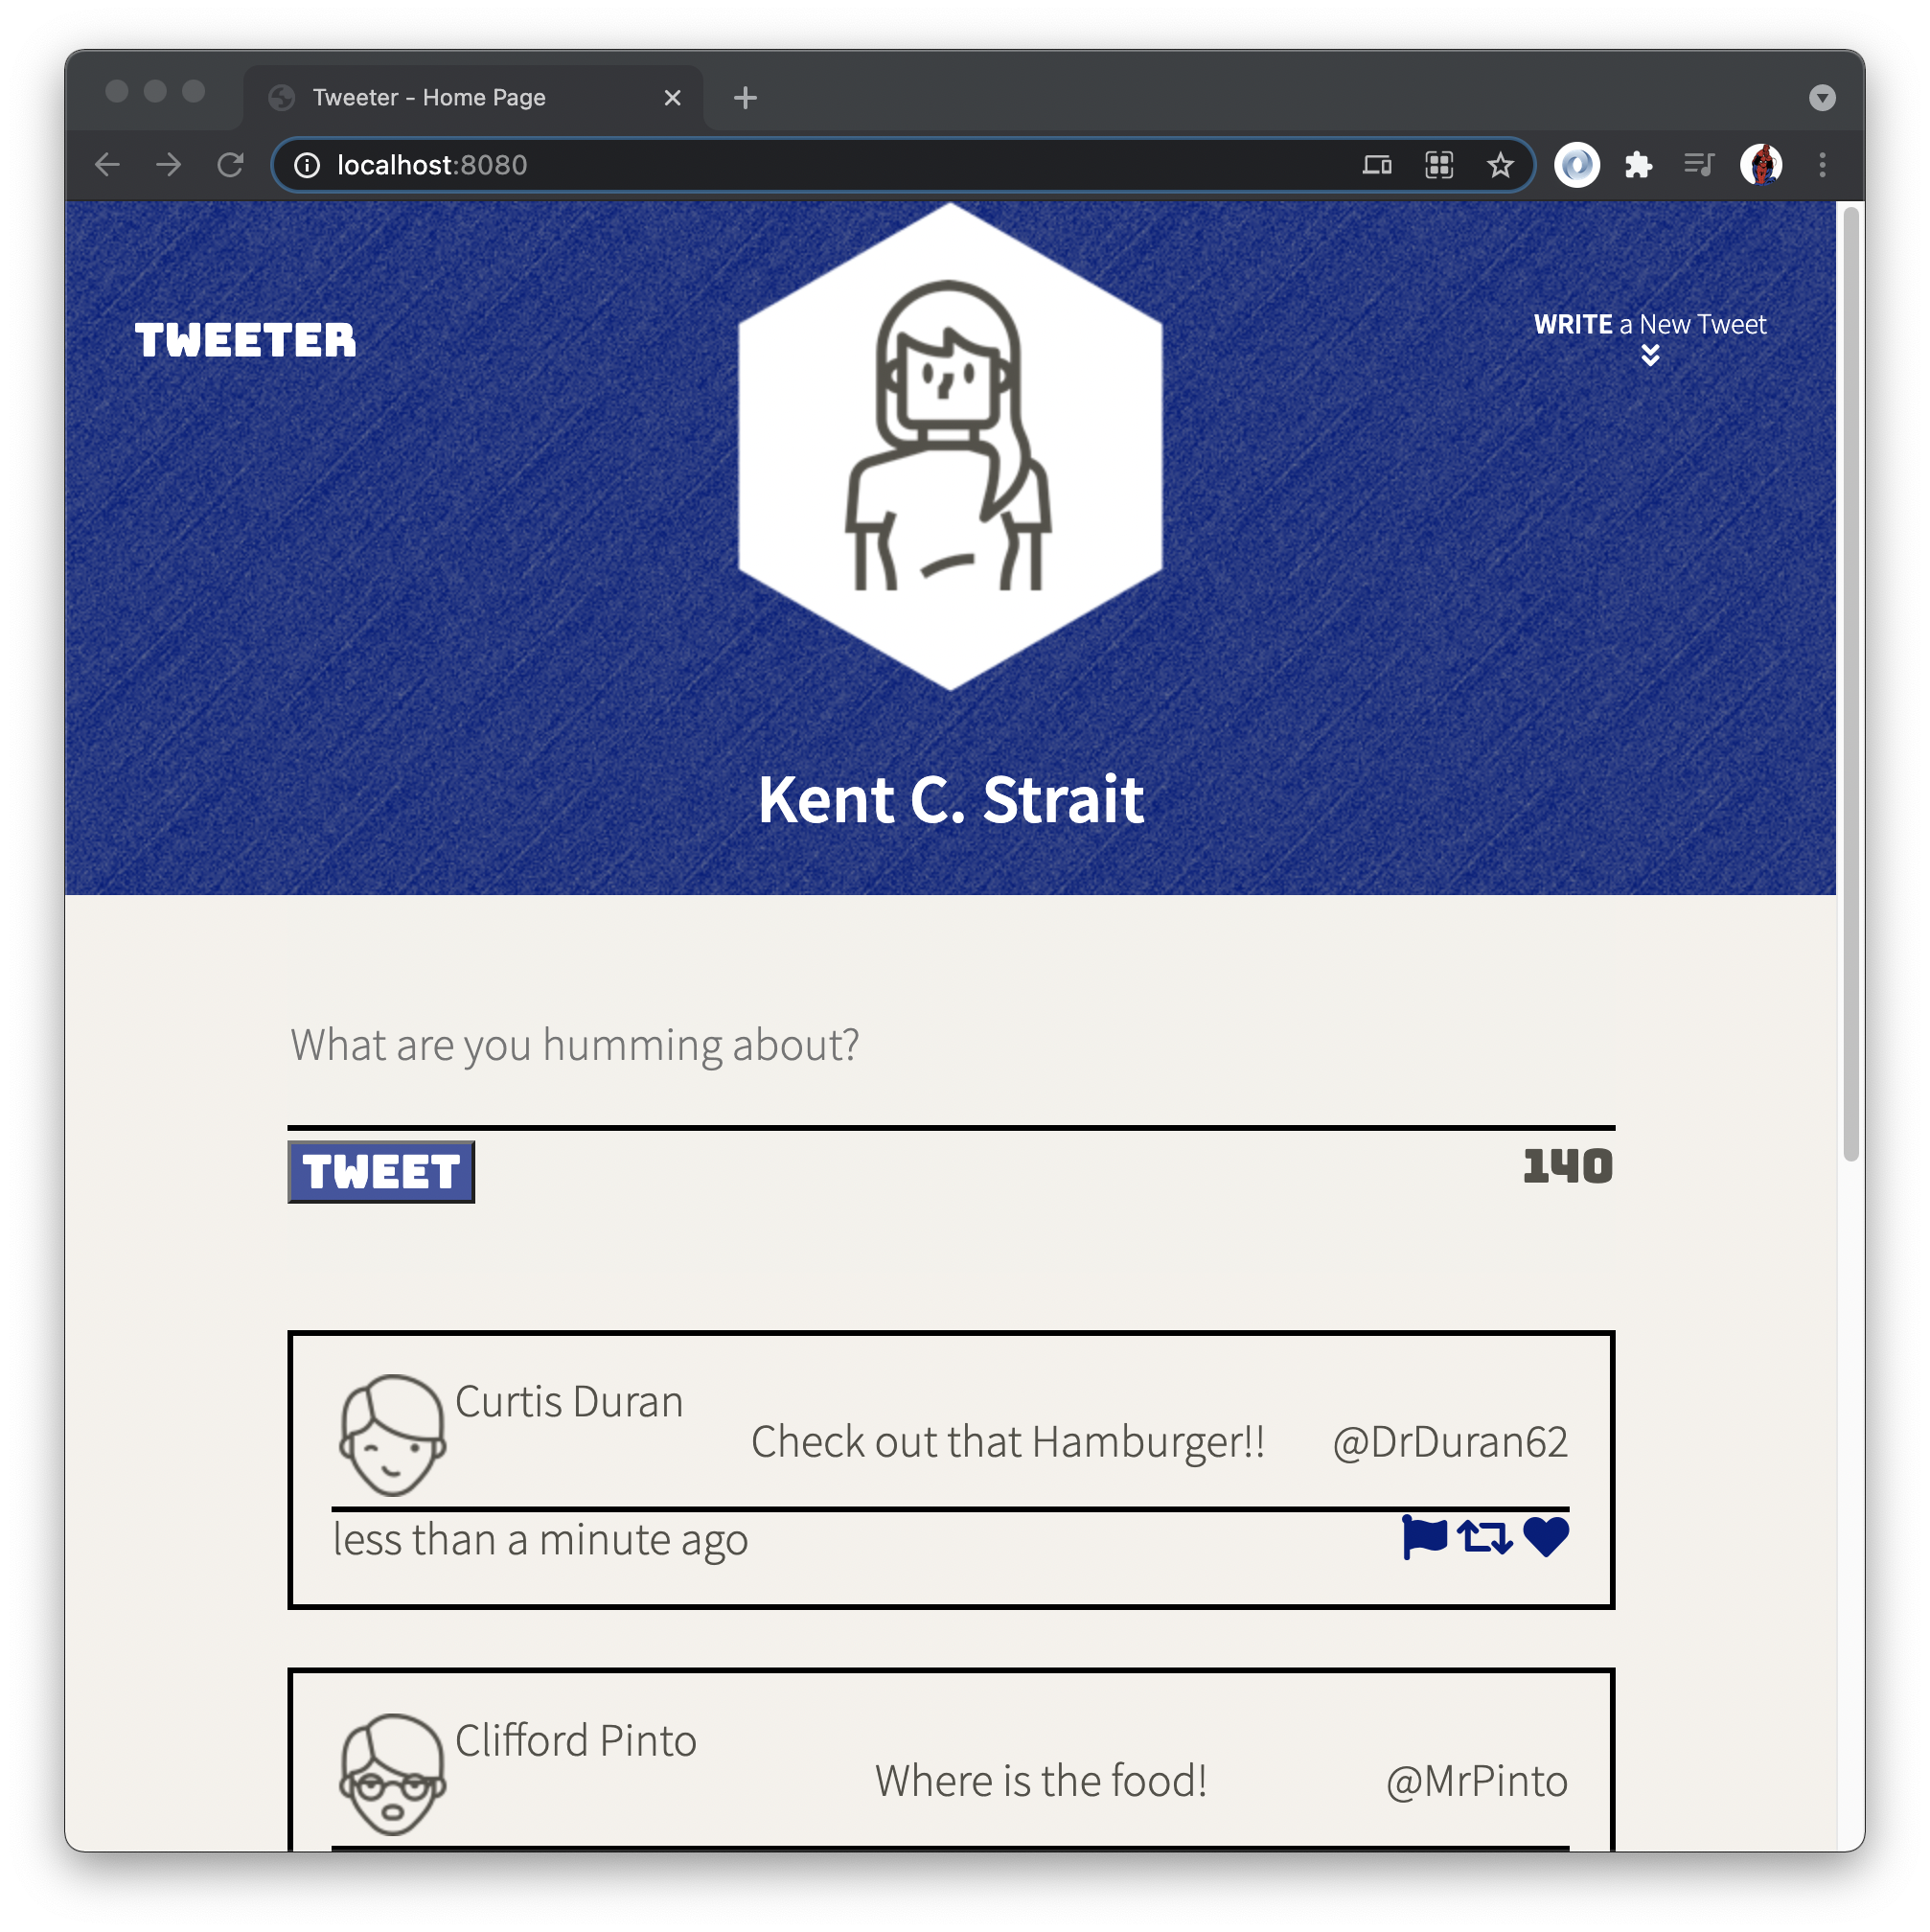 Tweeter - Home Page
localhost:8080
TWEETER
WRITE a New Tweet
Kent C. Strait
What are you humming about?
TWEET
140
Curtis Duran
Check out that Hamburger!!
@DrDuran62
less than a minute ago
Clifford Pinto
Where is the food!
@MrPinto